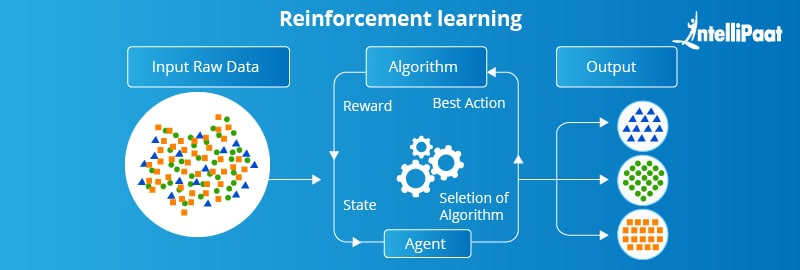 Reinforcement learning
IntelliPaat
Input Raw Data
Algorithm
Output
Reward
Best Action
State
Seletion of
Algorithm
Agent